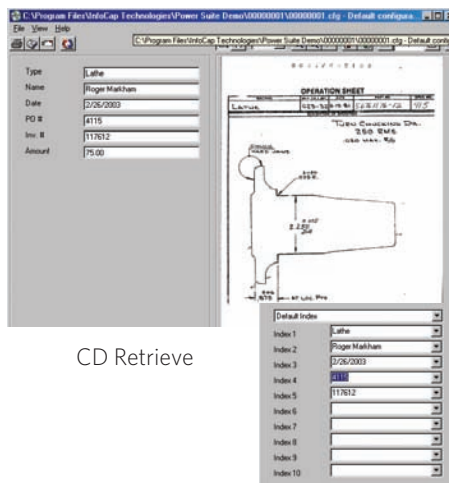 C:\Program Files\InfoCap Technologies\Power Suite Demo\00000001\00000001.cfg - Default configura...
File View Help
C:\Program Files\InfoCap Technologies\Power Suite Demo\00000001\00000001.cfg - Default config
Type Lathe
Name Roger Markham
Date 2/26/2003
PO # 4115
Inv. # 117612
Amount 75.00
OPERATION SHEET
LATHE
TURN CHUCKING DIA.
250 RMS
CD Retrieve
Default Index
Index 1 Lathe
Index 2 Roger Markham
Index 3 2/26/2003
Index 4 4115
Index 5 117612
Index 6
Index 7
Index 8
Index 9
Index 10